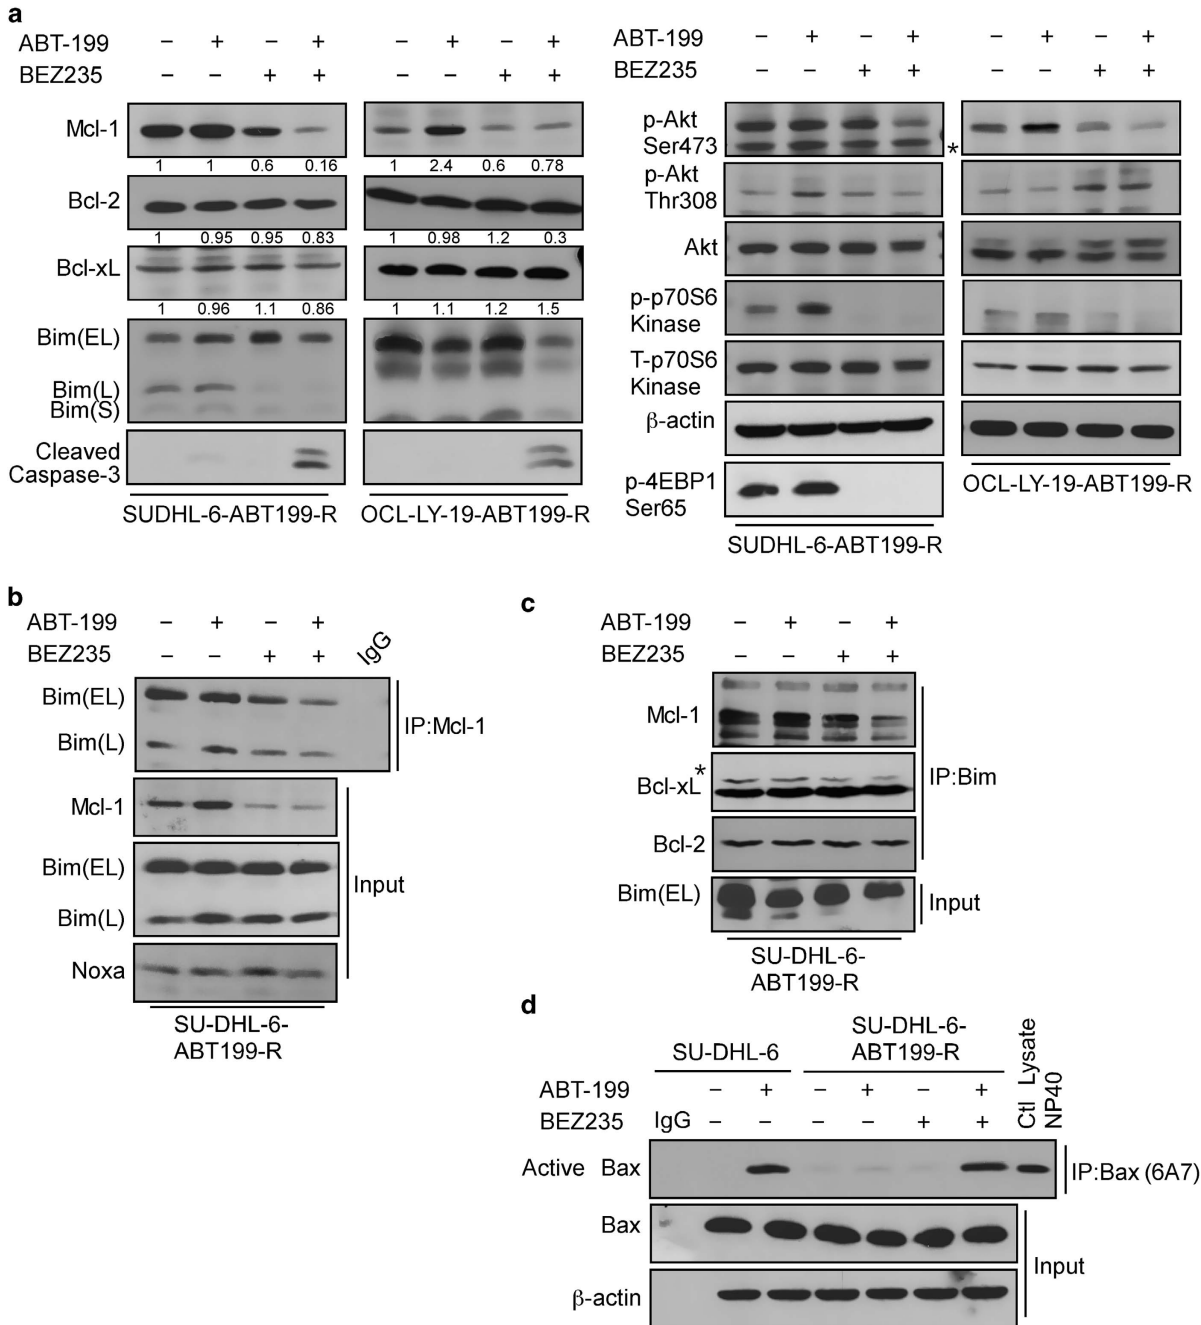 a
ABT-199 – + – +
BEZ235 – – + +
– + – +
– – + +
Mcl-1
1 1 0.6 0.16
1 2.4 0.6 0.78
Bcl-2
1 0.95 0.95 0.83
1 0.98 1.2 0.3
Bcl-xL
1 0.96 1.1 0.86
1 1.1 1.2 1.5
Bim(EL)
Bim(L)
Bim(S)
Cleaved
Caspase-3
SUDHL-6-ABT199-R
OCL-LY-19-ABT199-R
ABT-199 – + – +
BEZ235 – – + +
– + – +
– – + +
p-Akt
Ser473
*
p-Akt
Thr308
Akt
p-p70S6
Kinase
T-p70S6
Kinase
β-actin
p-4EBP1
Ser65
SUDHL-6-ABT199-R
OCL-LY-19-ABT199-R
b
ABT-199 – + – +
BEZ235 – – + +
IgG
Bim(EL)
Bim(L)
IP:Mcl-1
Mcl-1
Bim(EL)
Bim(L)
Noxa
Input
SU-DHL-6-
ABT199-R
c
ABT-199 – + – +
BEZ235 – – + +
Mcl-1
*
Bcl-xL
Bcl-2
IP:Bim
Bim(EL)
Input
SU-DHL-6-
ABT199-R
d
SU-DHL-6
SU-DHL-6-
ABT199-R
Ctl Lysate
NP40
ABT-199 – + – + – +
BEZ235 IgG – – – – + +
Active Bax
IP:Bax (6A7)
Bax
β-actin
Input